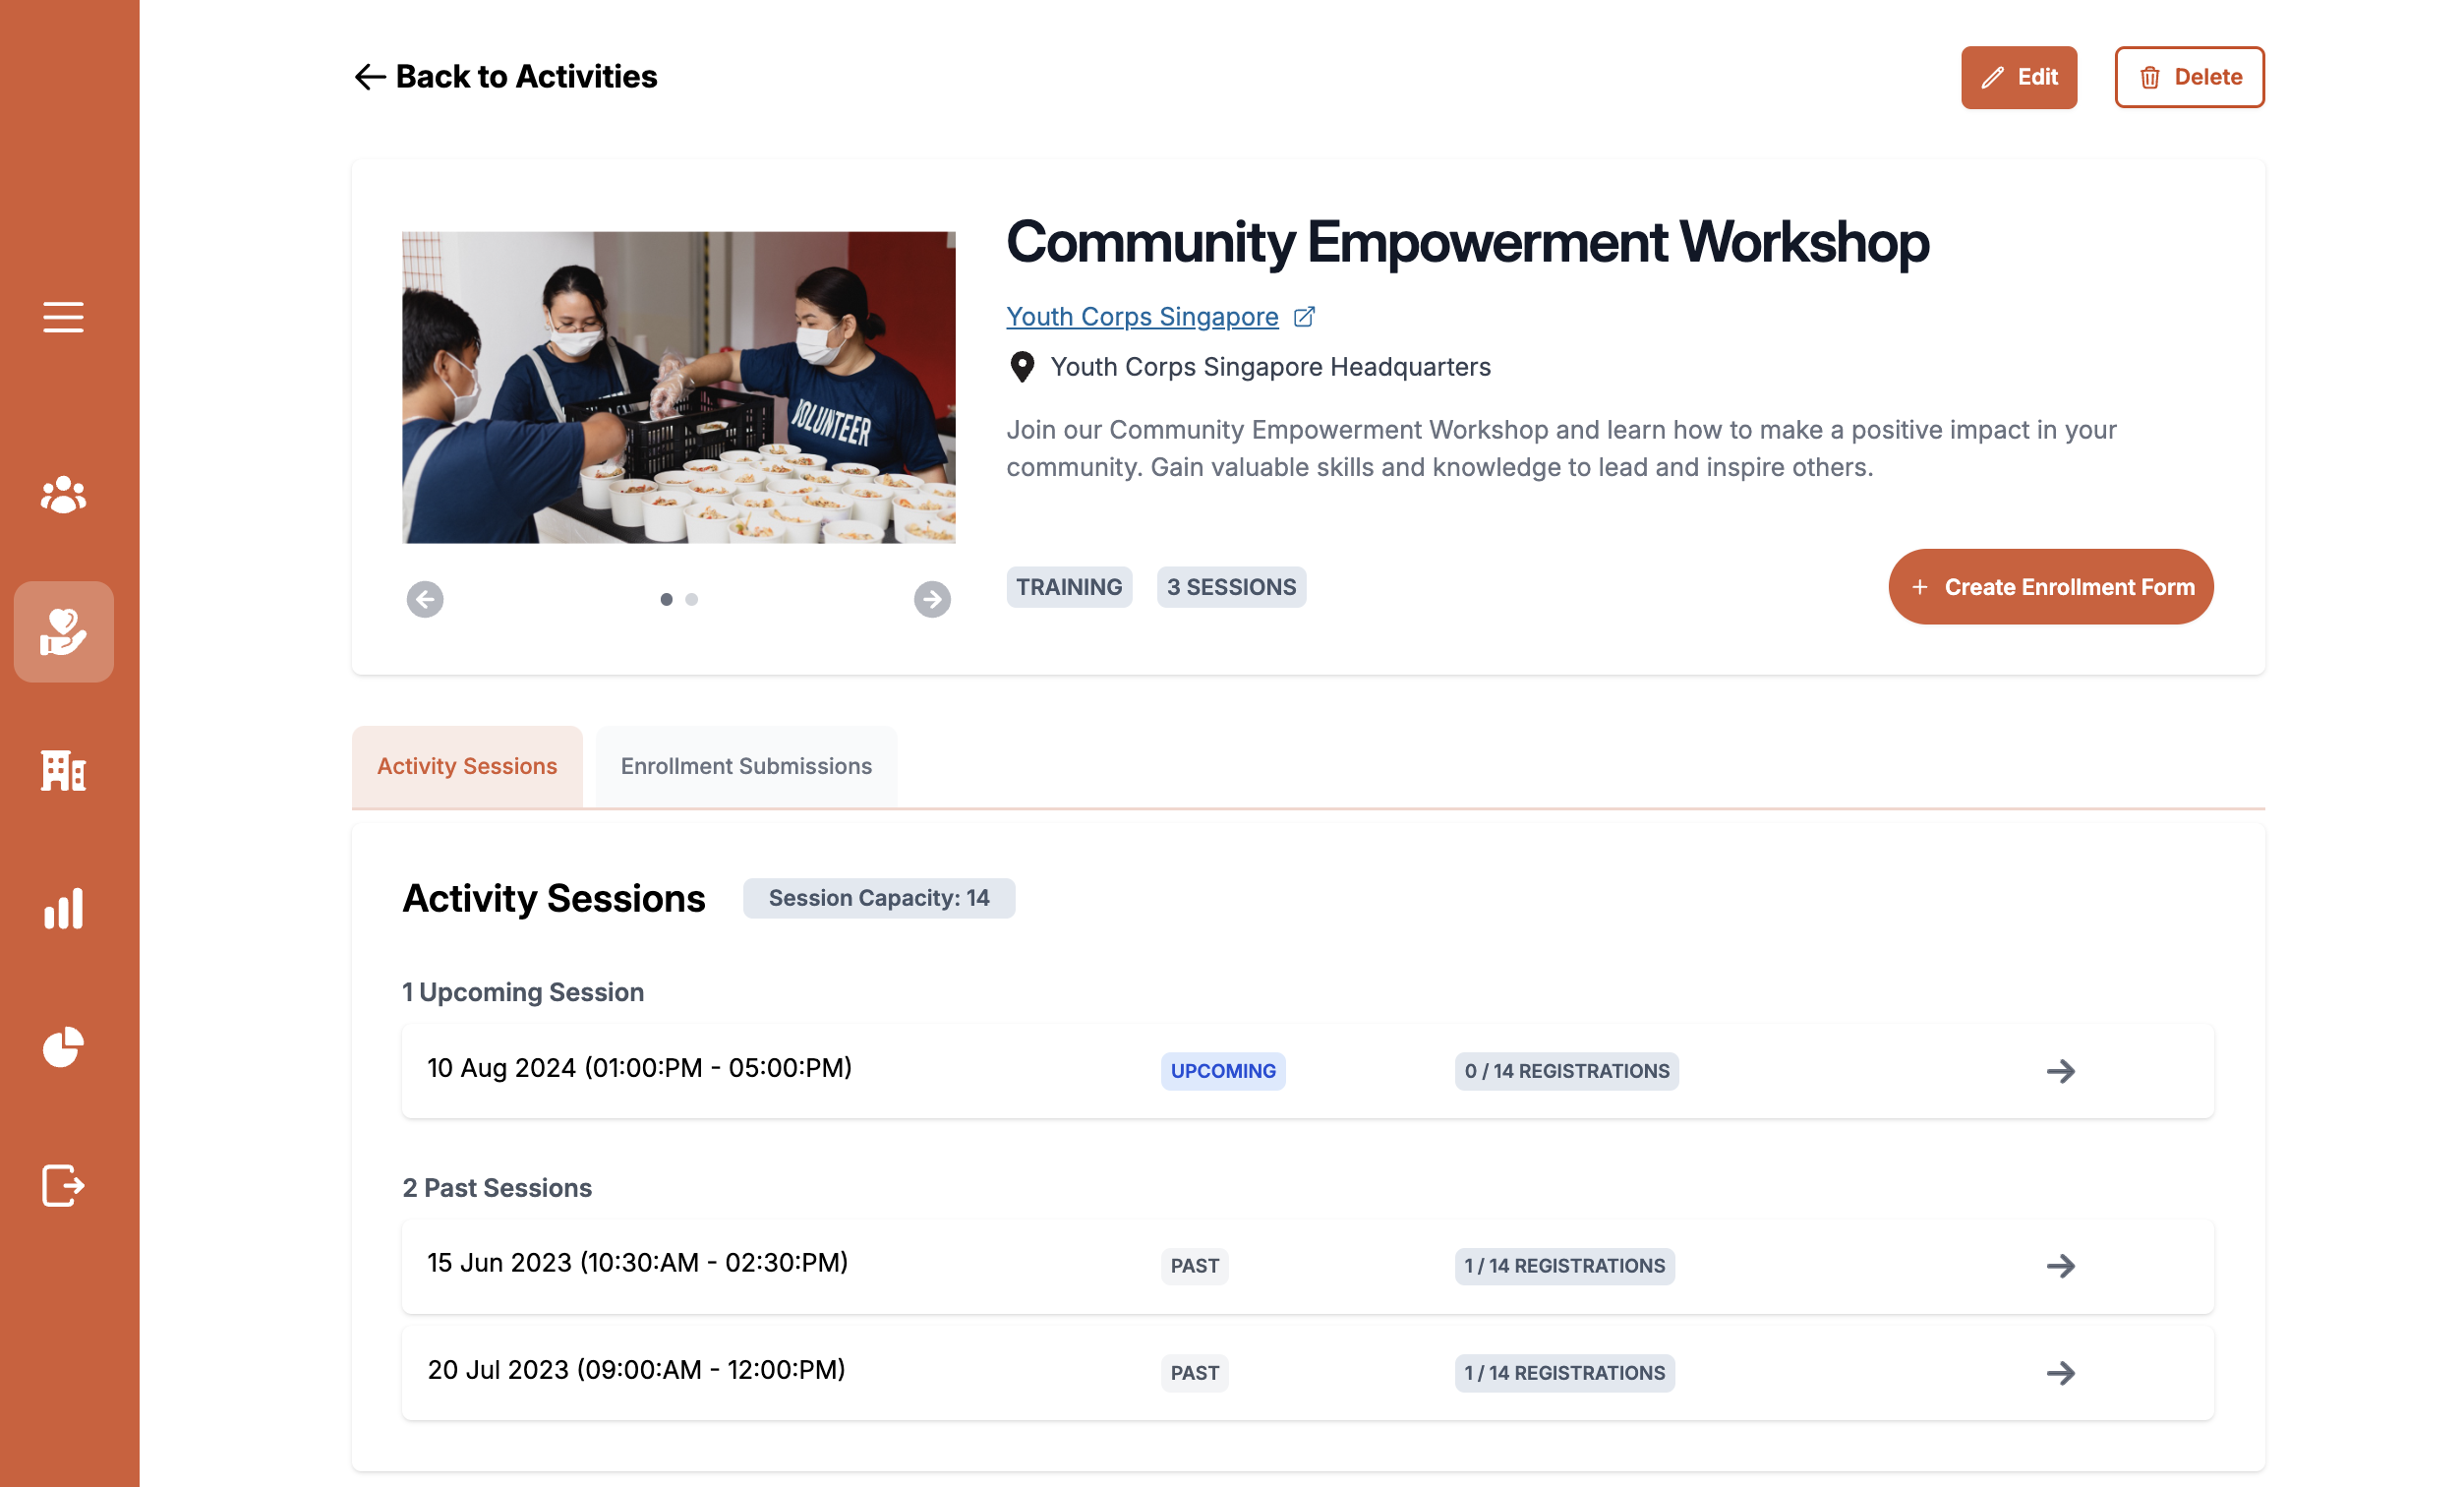 Back to Activities
Edit
Delete
Community Empowerment Workshop
Youth Corps Singapore
Youth Corps Singapore Headquarters
Join our Community Empowerment Workshop and learn how to make a positive impact in your
community. Gain valuable skills and knowledge to lead and inspire others.
VOLUNTEER
TRAINING
3 SESSIONS
+ Create Enrollment Form
Activity Sessions
Enrollment Submissions
Activity Sessions
Session Capacity: 14
1 Upcoming Session
10 Aug 2024 (01:00:PM - 05:00:PM)
UPCOMING
0 / 14 REGISTRATIONS
2 Past Sessions
15 Jun 2023 (10:30:AM - 02:30:PM)
PAST
1 / 14 REGISTRATIONS
20 Jul 2023 (09:00:AM - 12:00:PM)
PAST
1 / 14 REGISTRATIONS